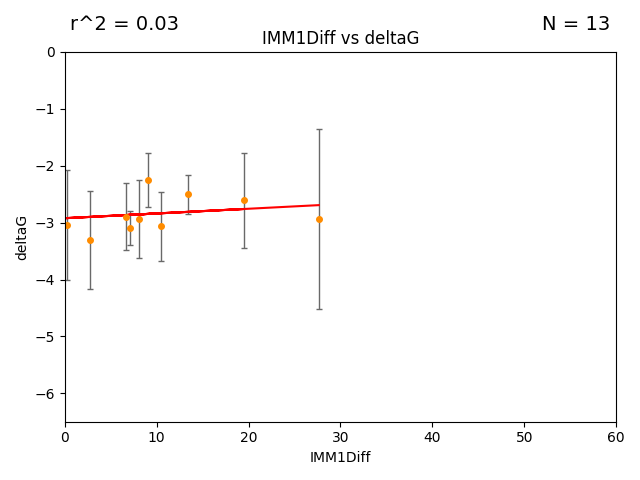 r^2 = 0.03
N = 13
IMM1Diff vs deltaG
0
−1
−2
−3
−4
−5
−6
deltaG
0 10 20 30 40 50 60
IMM1Diff